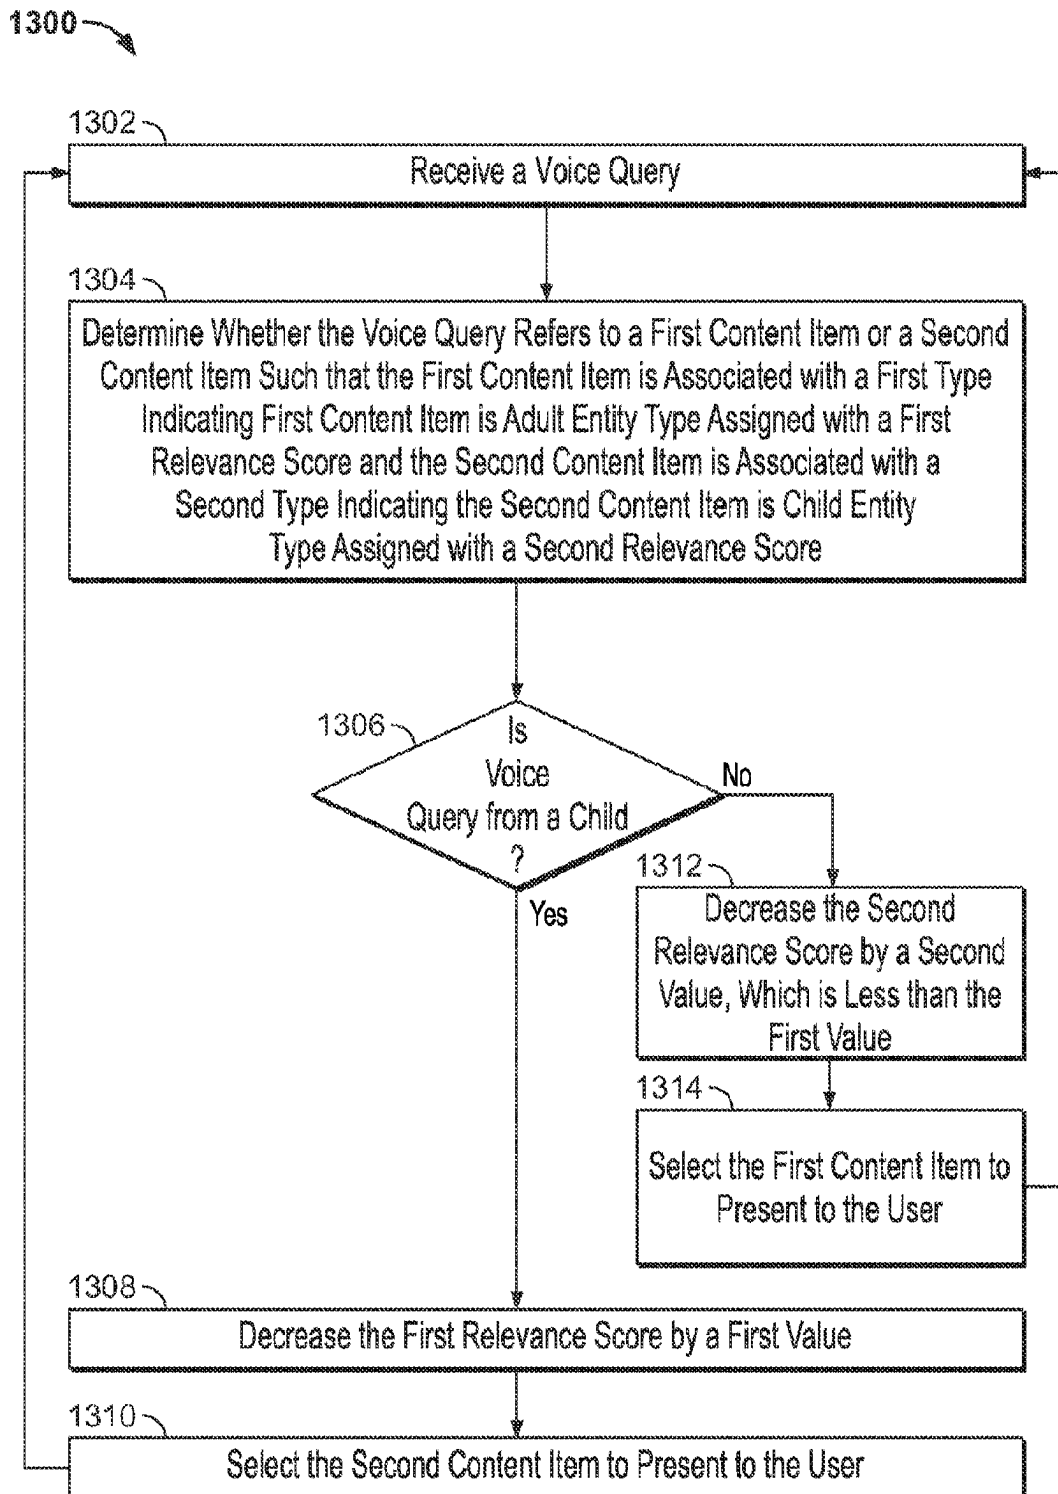 1300
1302
Receive a Voice Query
1304
Determine Whether the Voice Query Refers to a First Content Item or a Second
Content Item Such that the First Content Item is Associated with a First Type
Indicating First Content Item is Adult Entity Type Assigned with a First
Relevance Score and the Second Content Item is Associated with a
Second Type Indicating the Second Content Item is Child Entity
Type Assigned with a Second Relevance Score
1306
Is
Voice
Query from a Child
?
No
Yes
1312
Decrease the Second
Relevance Score by a Second
Value, Which is Less than the
First Value
1314
Select the First Content Item to
Present to the User
1308
Decrease the First Relevance Score by a First Value
1310
Select the Second Content Item to Present to the User